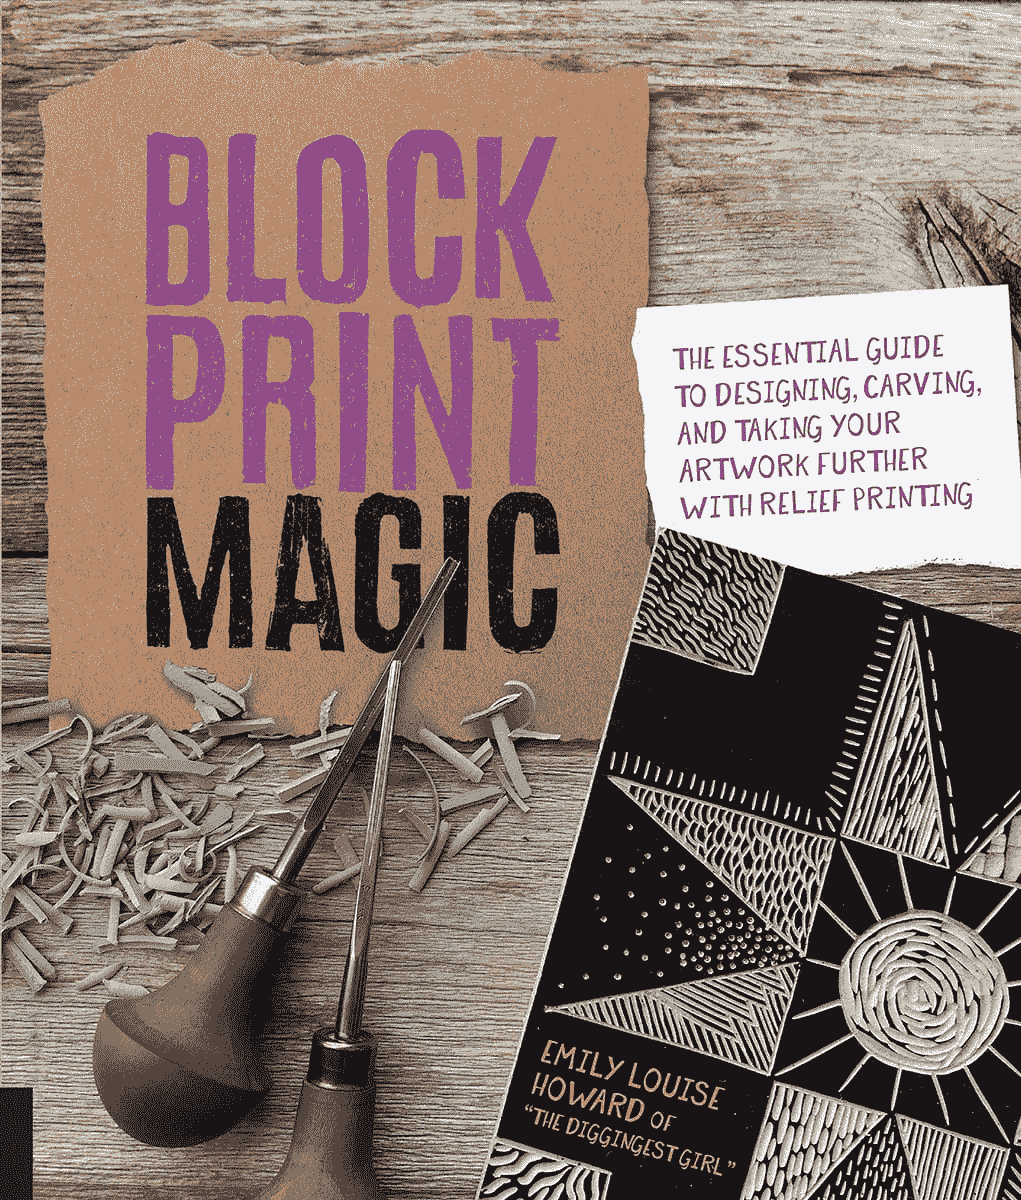 BLOCK
PRINT
MAGIC
THE ESSENTIAL GUIDE
TO DESIGNING, CARVING,
AND TAKING YOUR
ARTWORK FURTHER
WITH RELIEF PRINTING
EMILY LOUISE
HOWARD OF
"THE DIGGINGEST GIRL"